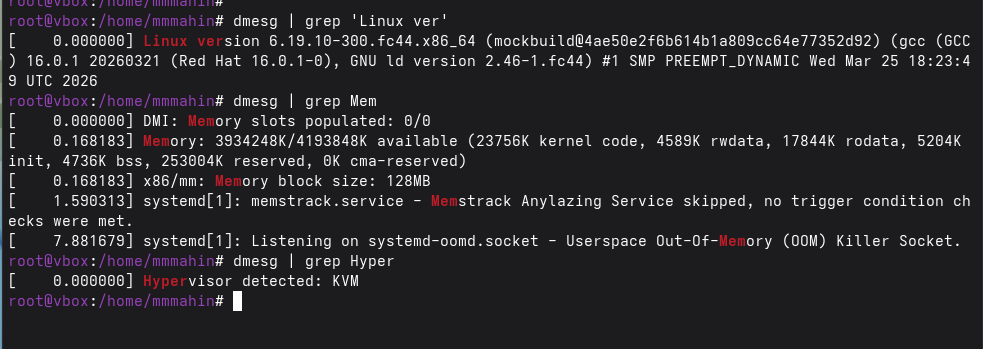 root@vbox:/home/mmmahin#
root@vbox:/home/mmmahin# dmesg | grep 'Linux ver'
[    0.000000] Linux version 6.19.10-300.fc44.x86_64 (mockbuild@4ae50e2f6b614b1a809cc64e77352d92) (gcc (GCC
) 16.0.1 20260321 (Red Hat 16.0.1-0), GNU ld version 2.46-1.fc44) #1 SMP PREEMPT_DYNAMIC Wed Mar 25 18:23:4
9 UTC 2026
root@vbox:/home/mmmahin# dmesg | grep Mem
[    0.000000] DMI: Memory slots populated: 0/0
[    0.168183] Memory: 3934248K/4193848K available (23756K kernel code, 4589K rwdata, 17844K rodata, 5204K
init, 4736K bss, 253004K reserved, 0K cma-reserved)
[    0.168183] x86/mm: Memory block size: 128MB
[    1.590313] systemd[1]: memstrack.service - Memstrack Anylazing Service skipped, no trigger condition ch
ecks were met.
[    7.881679] systemd[1]: Listening on systemd-oomd.socket - Userspace Out-Of-Memory (OOM) Killer Socket.
root@vbox:/home/mmmahin# dmesg | grep Hyper
[    0.000000] Hypervisor detected: KVM
root@vbox:/home/mmmahin#